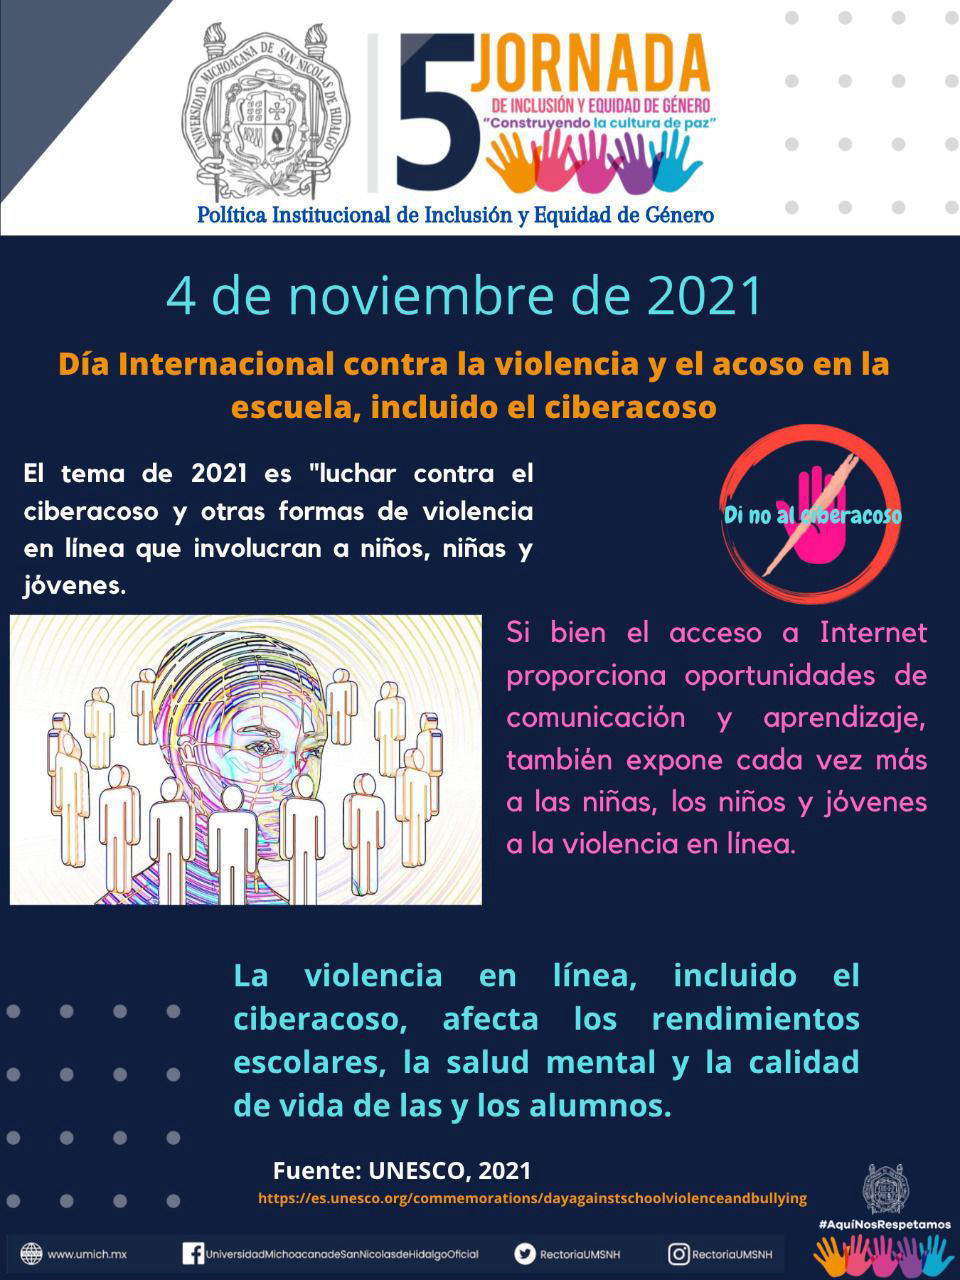 UNIVERSIDAD MICHOACANA DE SAN NICOLAS DE HIDALGO
5 JORNADA
DE INCLUSIÓN Y EQUIDAD DE GÉNERO
"Construyendo la cultura de paz"
Política Institucional de Inclusión y Equidad de Género
4 de noviembre de 2021
Día Internacional contra la violencia y el acoso en la
escuela, incluido el ciberacoso
El tema de 2021 es "luchar contra el
ciberacoso y otras formas de violencia
en línea que involucran a niños, niñas y
jóvenes.
Di no al ciberacoso
Si bien el acceso a Internet
proporciona oportunidades de
comunicación y aprendizaje,
también expone cada vez más
a las niñas, los niños y jóvenes
a la violencia en línea.
La violencia en línea, incluido el
ciberacoso, afecta los rendimientos
escolares, la salud mental y la calidad
de vida de las y los alumnos.
Fuente: UNESCO, 2021
https://es.unesco.org/commemorations/dayagainstschoolviolenceandbullying
#AquíNosRespetamos
www.umich.mx
UniversidadMichoacanadeSanNicolasdeHidalgoOficial
RectoriaUMSNH
RectoriaUMSNH